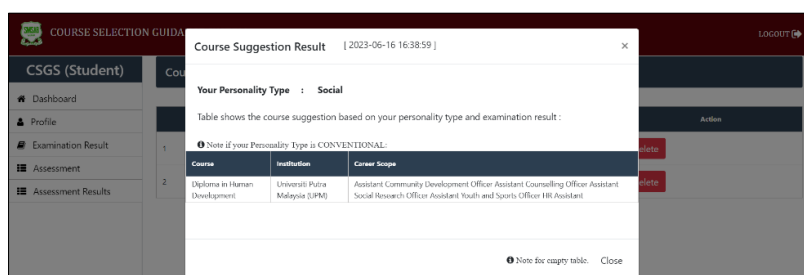 COURSE SELECTION GUIDA
LOGOUT
CSGS (Student)
Dashboard
Profile
Examination Result
Assessment
Assessment Results
Cou
Action
1
elete
2
elete
Course Suggestion Result [ 2023-06-16 16:38:59 ] ×
Your Personality Type : Social
Table shows the course suggestion based on your personality type and examination result :
Note if your Personality Type is CONVENTIONAL:
Course Institution Career Scope
Diploma in Human Universiti Putra Assistant Community Development Officer Assistant Counselling Officer Assistant
Development Malaysia (UPM) Social Research Officer Assistant Youth and Sports Officer HR Assistant
Note for empty table. Close